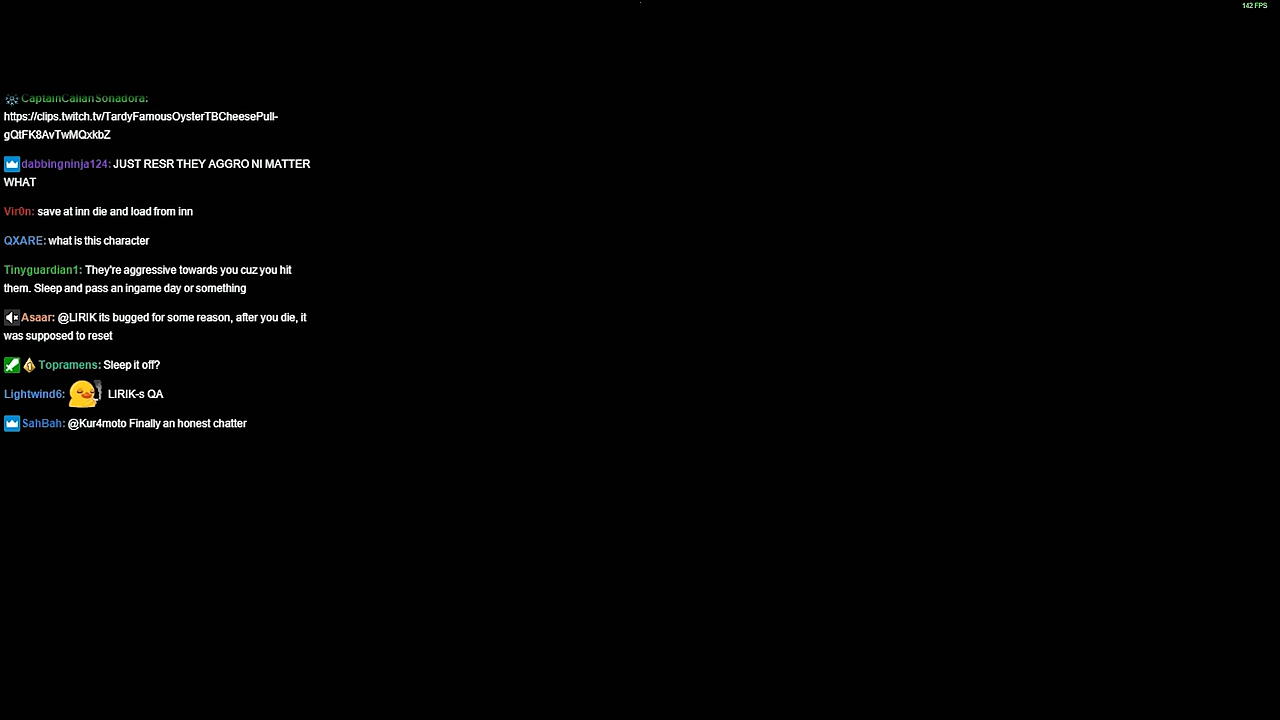 142 FPS
CaptainCalianSonadora:
https://clips.twitch.tv/TardyFamousOysterTBCheesePull-
gQtFK8AvTwMQxkbZ
dabbingninja124: JUST RESR THEY AGGRO NI MATTER
WHAT
Vir0n: save at inn die and load from inn
QXARE: what is this character
Tinyguardian1: They're aggressive towards you cuz you hit
them. Sleep and pass an ingame day or something
Asaar: @LIRIK its bugged for some reason, after you die, it
was supposed to reset
Topramens: Sleep it off?
Lightwind6: LIRIK-s QA
SahBah: @Kur4moto Finally an honest chatter